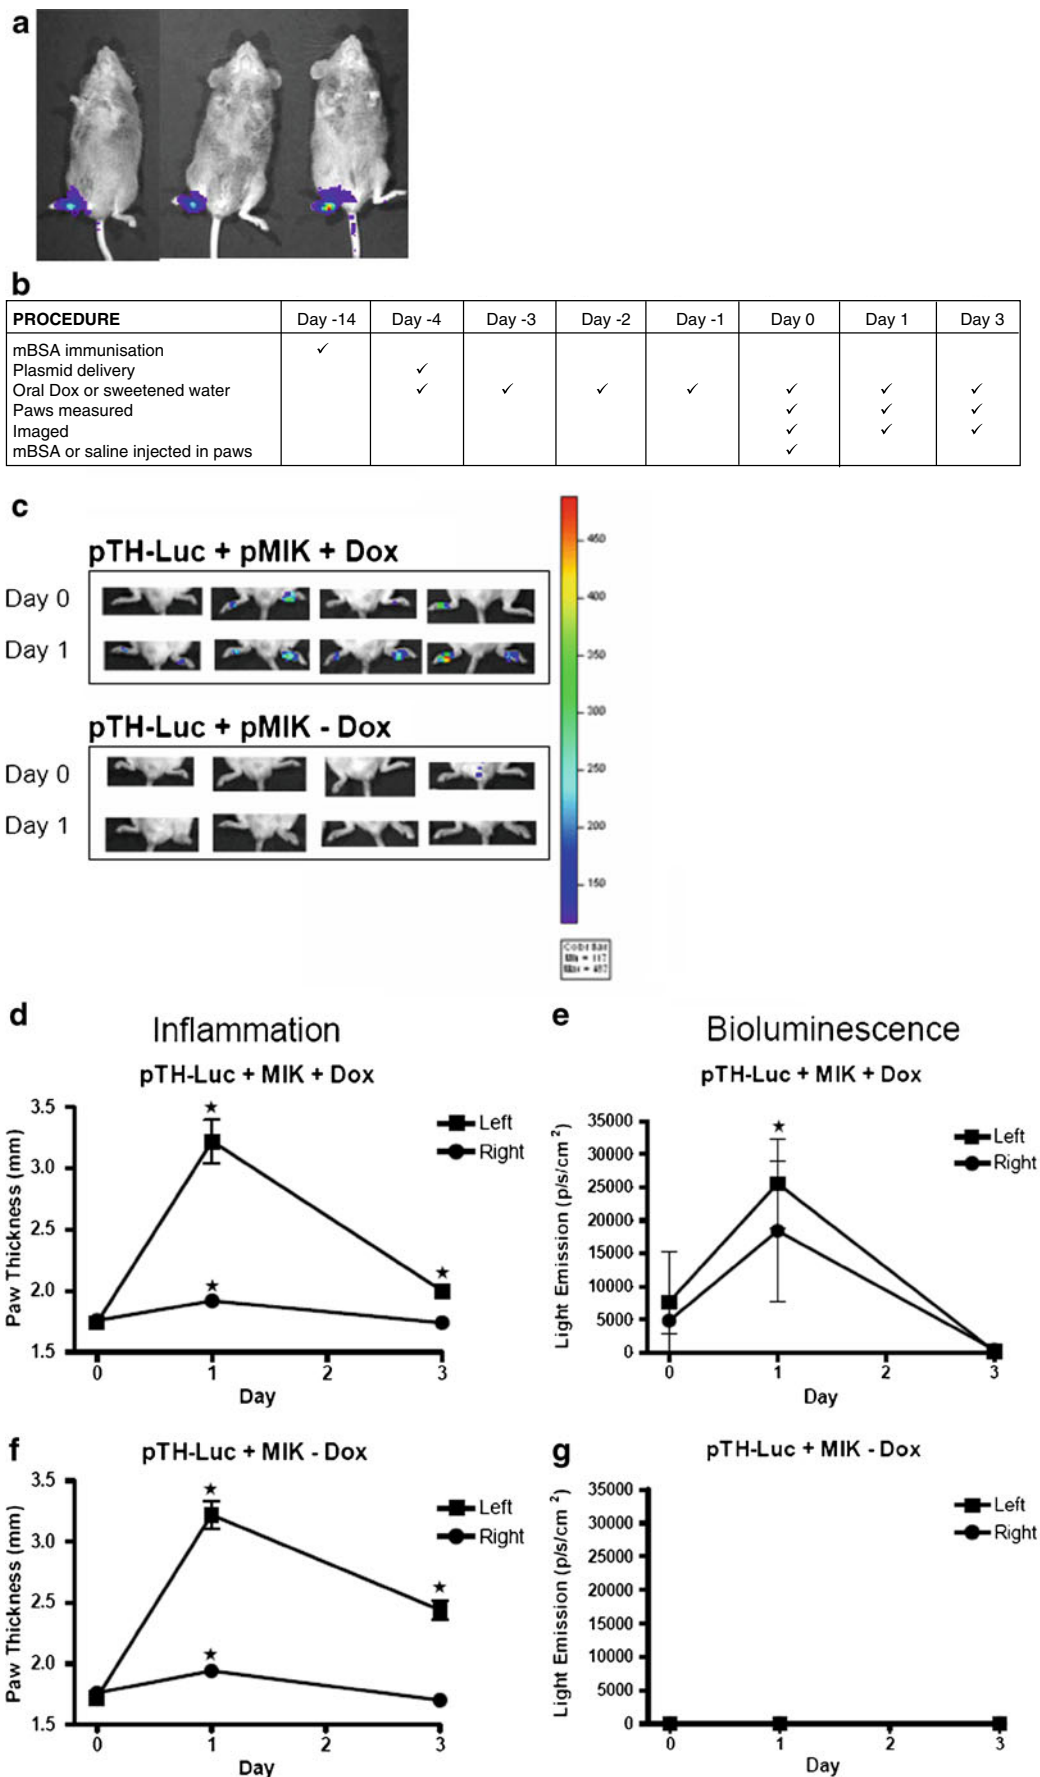 a
b
PROCEDURE Day -14 Day -4 Day -3 Day -2 Day -1 Day 0 Day 1 Day 3
mBSA immunisation ✓
Plasmid delivery ✓
Oral Dox or sweetened water ✓ ✓ ✓ ✓ ✓ ✓ ✓
Paws measured ✓ ✓ ✓
Imaged ✓ ✓ ✓
mBSA or saline injected in paws ✓
c
pTH-Luc + pMIK + Dox
Day 0
Day 1
pTH-Luc + pMIK - Dox
Day 0
Day 1
450
400
350
300
250
200
150
Min = 117
Max = 487
d
Inflammation
pTH-Luc + MIK + Dox
Paw Thickness (mm)
3.5
3.0
2.5
2.0
1.5
0 1 2 3
Day
Left
Right
e
Bioluminescence
pTH-Luc + MIK + Dox
Light Emission (p/s/cm²)
35000
30000
25000
20000
15000
10000
5000
0
0 1 2 3
Day
Left
Right
f
pTH-Luc + MIK - Dox
Paw Thickness (mm)
3.5
3.0
2.5
2.0
1.5
0 1 2 3
Day
Left
Right
g
pTH-Luc + MIK - Dox
Light Emission (p/s/cm²)
35000
30000
25000
20000
15000
10000
5000
0
0 1 2 3
Day
Left
Right